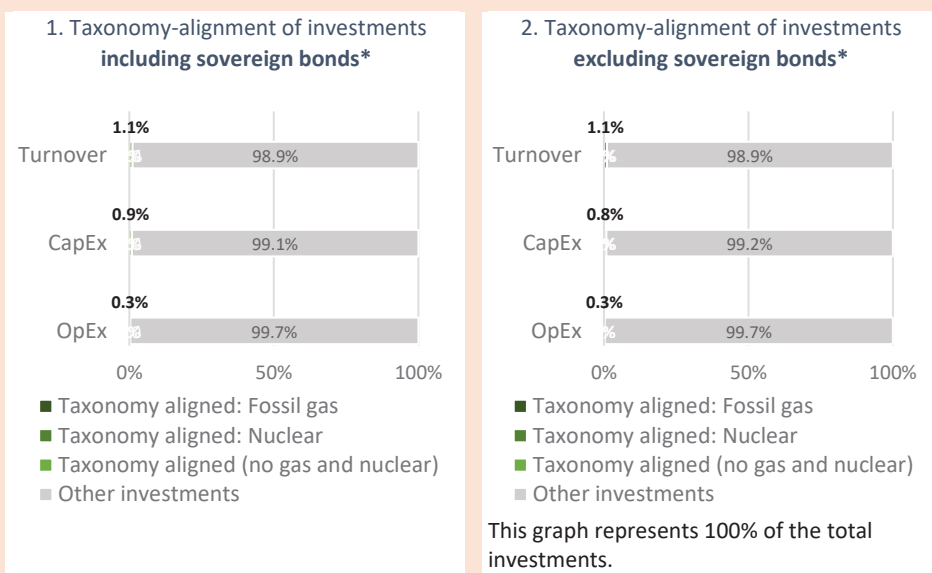 1. Taxonomy-alignment of investments
including sovereign bonds*
1.1%
Turnover
98.9%
0.9%
CapEx
99.1%
0.3%
OpEx
99.7%
0%
50%
100%
Taxonomy aligned: Fossil gas
Taxonomy aligned: Nuclear
Taxonomy aligned (no gas and nuclear)
Other investments
2. Taxonomy-alignment of investments
excluding sovereign bonds*
1.1%
Turnover
98.9%
0.8%
CapEx
99.2%
0.3%
OpEx
99.7%
0%
50%
100%
Taxonomy aligned: Fossil gas
Taxonomy aligned: Nuclear
Taxonomy aligned (no gas and nuclear)
Other investments
This graph represents 100% of the total
investments.